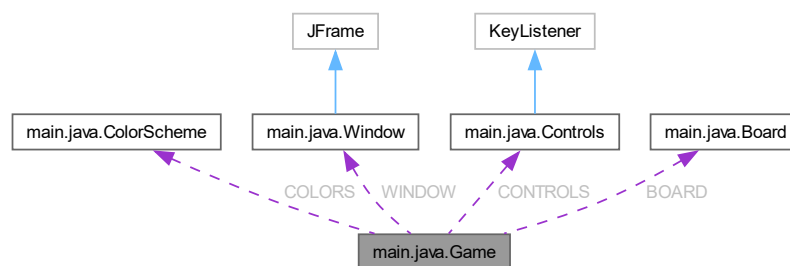 JFrame
KeyListener
main.java.ColorScheme
main.java.Window
main.java.Controls
main.java.Board
COLORS
WINDOW
CONTROLS
BOARD
main.java.Game